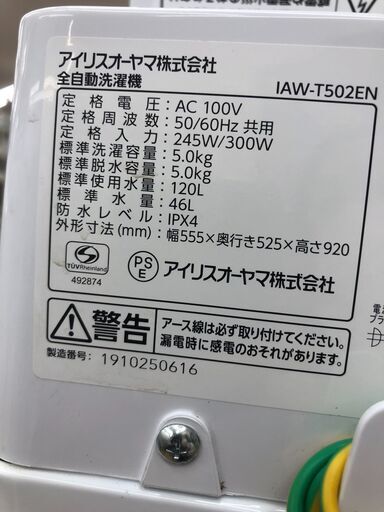 アイリスオーヤマ株式会社
全自動洗濯機 IAW-T502EN
定格電圧: AC 100V
定格周波数: 50/60Hz 共用
定格入力: 245W/300W
標準洗濯容量: 5.0kg
標準脱水容量: 5.0kg
標準使用水量: 120L
標準水量: 46L
防水レベル: IPX4
外形寸法(mm): 幅555×奥行き525×高さ920
TÜVRheinland
492874
PS
E
アイリスオーヤマ株式会社
警告
アース線は必ず取り付けてください。
漏電時に感電のおそれがあります。
製造番号: 1910250616